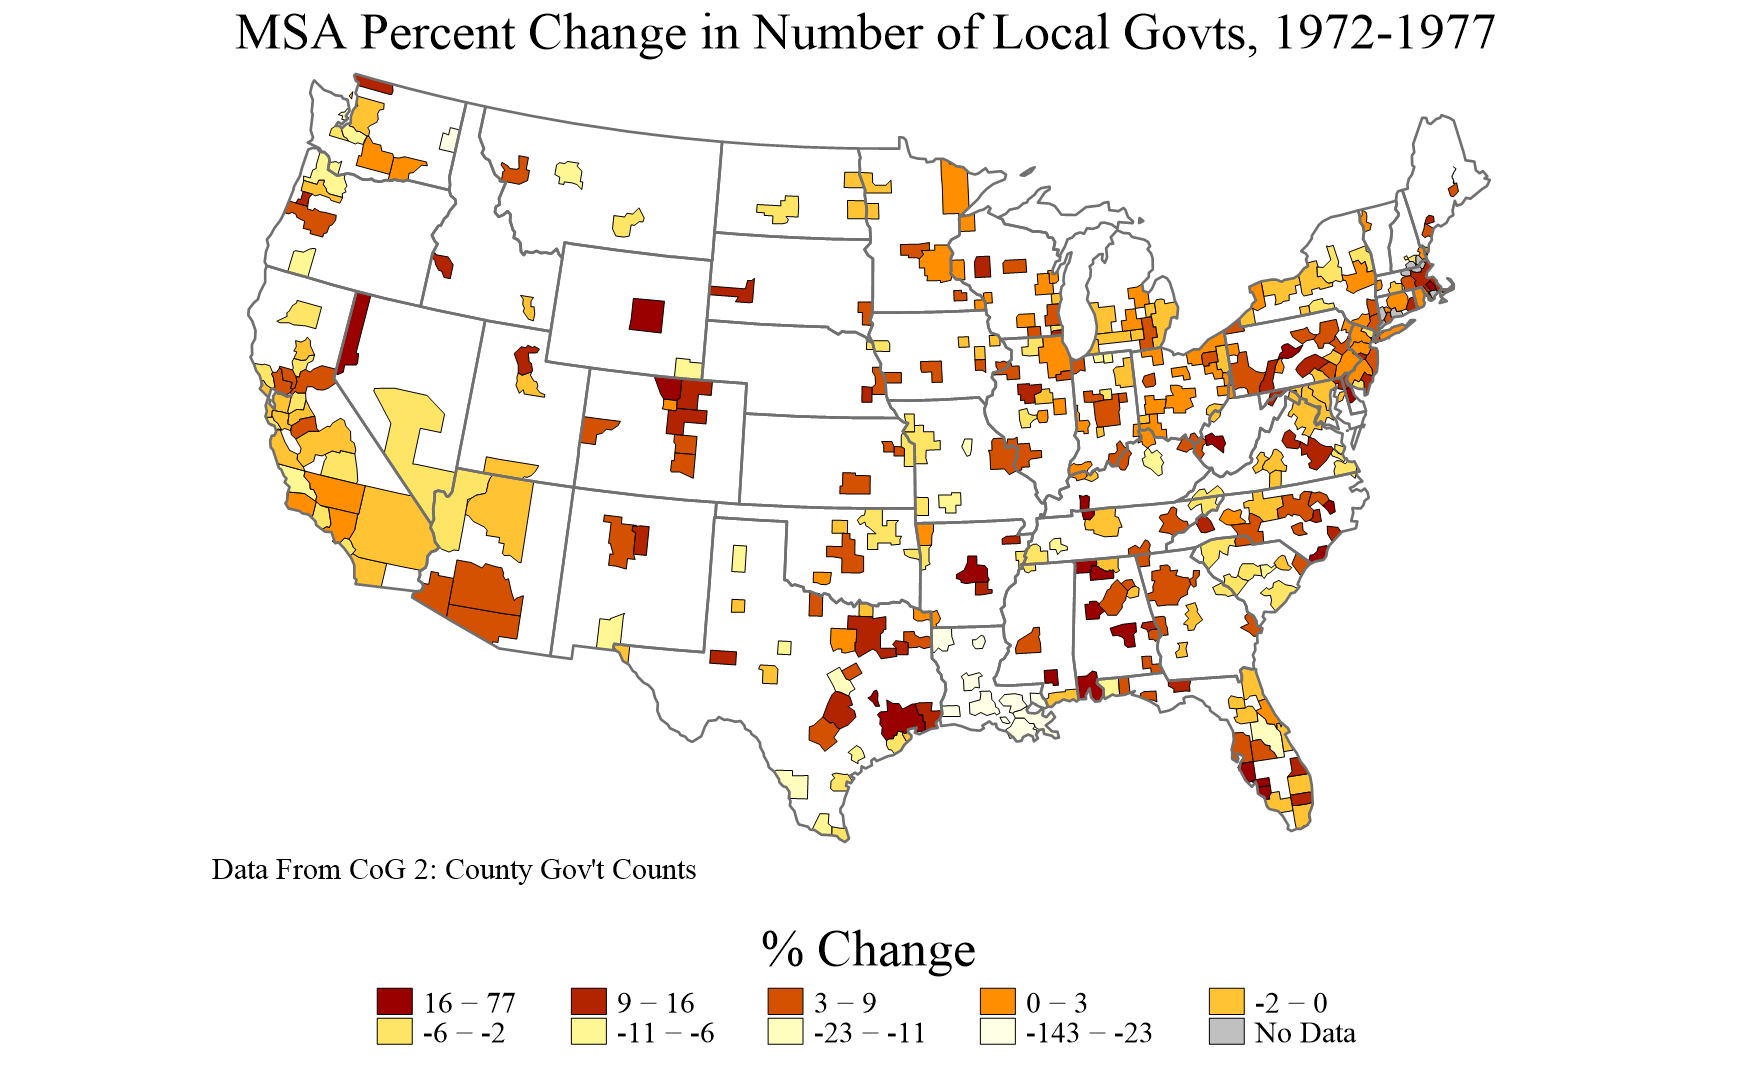 MSA Percent Change in Number of Local Govts, 1972-1977
Data From CoG 2: County Gov't Counts
% Change
16 – 77 9 – 16 3 – 9 0 – 3 -2 – 0
-6 – -2 -11 – -6 -23 – -11 -143 – -23 No Data